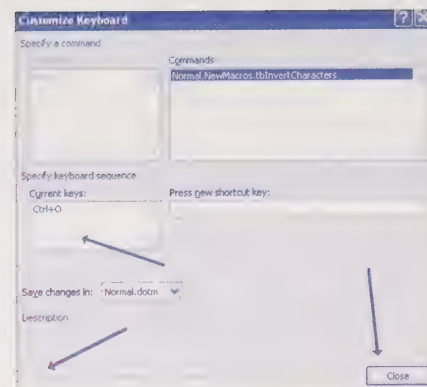 Customize Keyboard
Specify a command
Commands
Normal.NewMacros.tbInvertCharacters
Specify keyboard sequence
Current keys:
Press new shortcut key:
Ctrl+O
Save changes in:
Normal.dotm
Description
Close